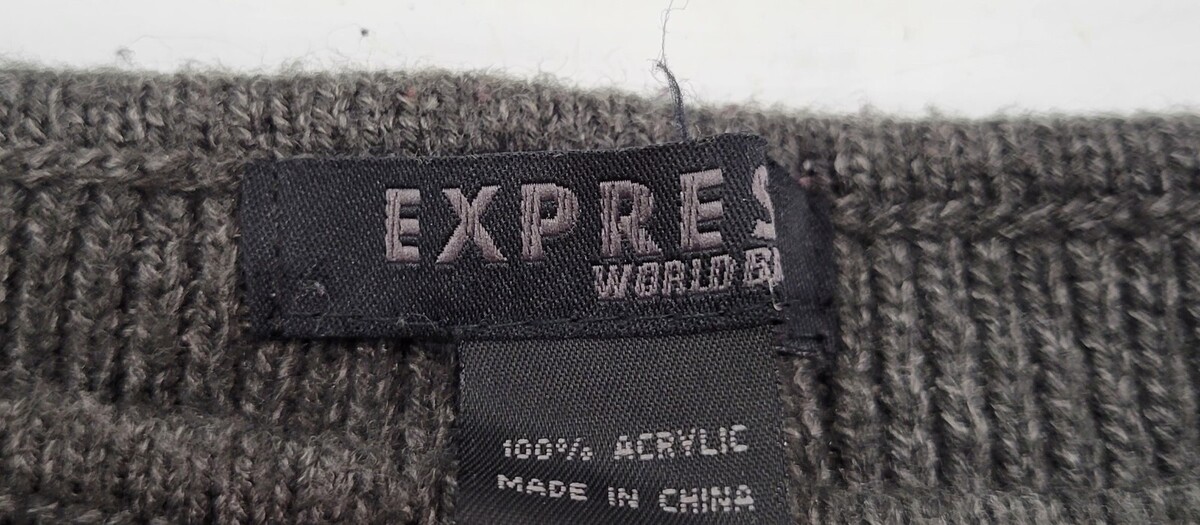 EXPRES
WORLD
100% ACRYLIC
MADE IN CHINA